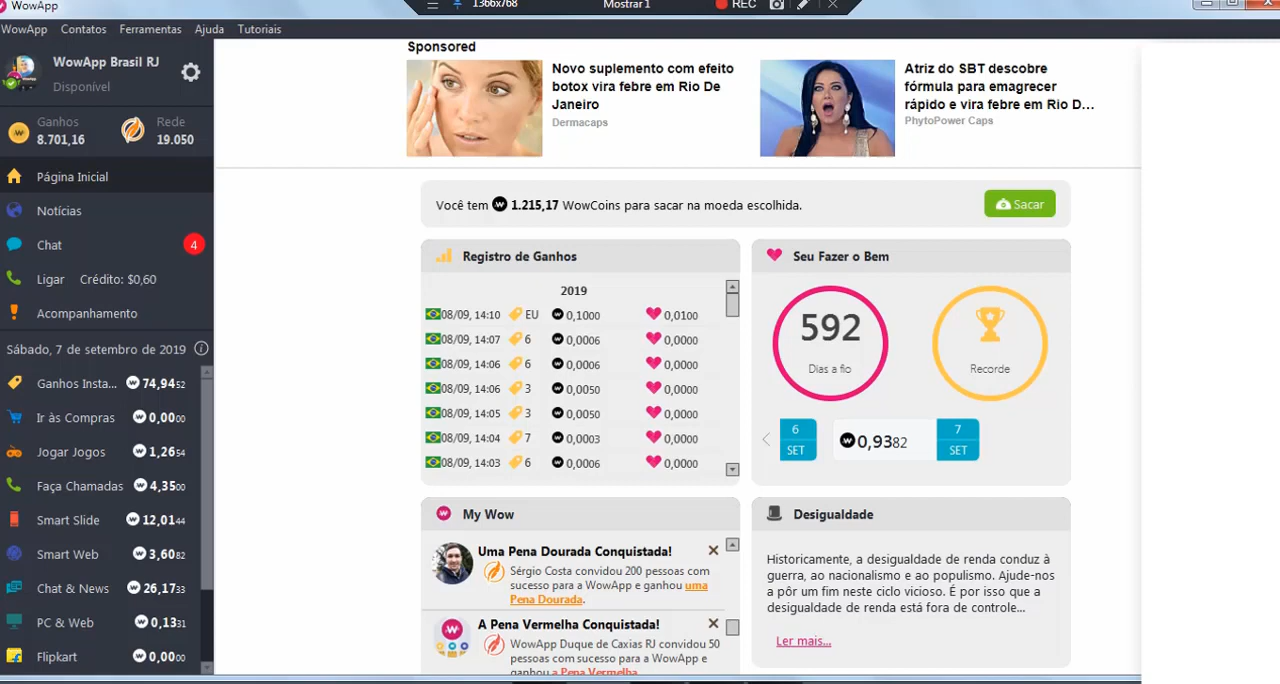 WowApp
1366x768
Mostrar1
REC
WowApp Contatos Ferramentas Ajuda Tutoriais
WowApp Brasil RJ
Disponível
Ganhos
8.701,16
Rede
19.050
Página Inicial
Notícias
Chat
4
Ligar Crédito: $0,60
Acompanhamento
Sábado, 7 de setembro de 2019
Ganhos Insta... 74,9452
Ir às Compras 0,0000
Jogar Jogos 1,2654
Faça Chamadas 4,3500
Smart Slide 12,0144
Smart Web 3,6082
Chat & News 26,1733
PC & Web 0,1331
Flipkart 0,0000
Sponsored
Novo suplemento com efeito
botox vira febre em Rio De
Janeiro
Dermacaps
Atriz do SBT descobre
fórmula para emagrecer
rápido e vira febre em Rio D...
PhytoPower Caps
Você tem 1.215,17 WowCoins para sacar na moeda escolhida.
Sacar
Registro de Ganhos
2019
08/09, 14:10 EU 0,1000 0,0100
08/09, 14:07 6 0,0006 0,0000
08/09, 14:06 6 0,0006 0,0000
08/09, 14:06 3 0,0050 0,0000
08/09, 14:05 3 0,0050 0,0000
08/09, 14:04 7 0,0003 0,0000
08/09, 14:03 6 0,0006 0,0000
Seu Fazer o Bem
592
Dias a fio
Recorde
6
SET
0,9382
7
SET
My Wow
Uma Pena Dourada Conquistada!
Sérgio Costa convidou 200 pessoas com
sucesso para a WowApp e ganhou uma
Pena Dourada.
A Pena Vermelha Conquistada!
WowApp Duque de Caxias RJ convidou 50
pessoas com sucesso para a WowApp e
ganhou a Pena Vermelha
Desigualdade
Historicamente, a desigualdade de renda conduz à
guerra, ao nacionalismo e ao populismo. Ajude-nos
a pôr um fim neste ciclo vicioso. É por isso que a
desigualdade de renda está fora de controle...
Ler mais...